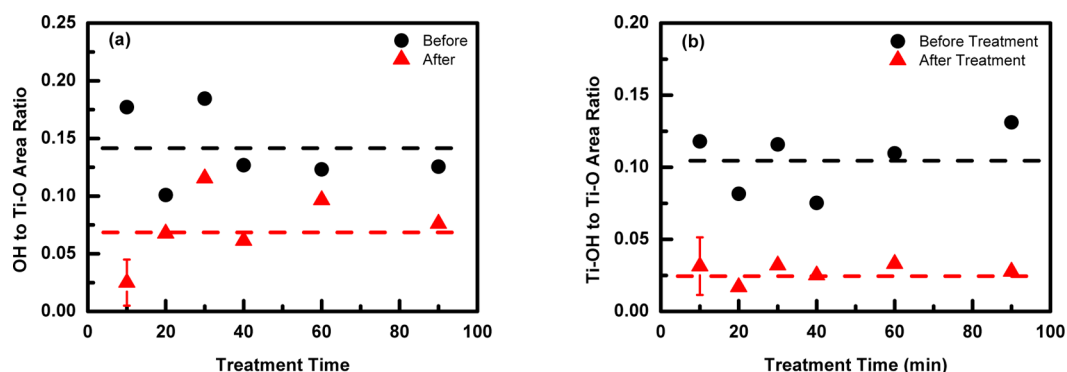 (a)
Before
After
OH to Ti-O Area Ratio
0.25
0.20
0.15
0.10
0.05
0.00
0 20 40 60 80 100
Treatment Time
(b)
Before Treatment
After Treatment
Ti-OH to Ti-O Area Ratio
0.20
0.15
0.10
0.05
0.00
0 20 40 60 80 100
Treatment Time (min)